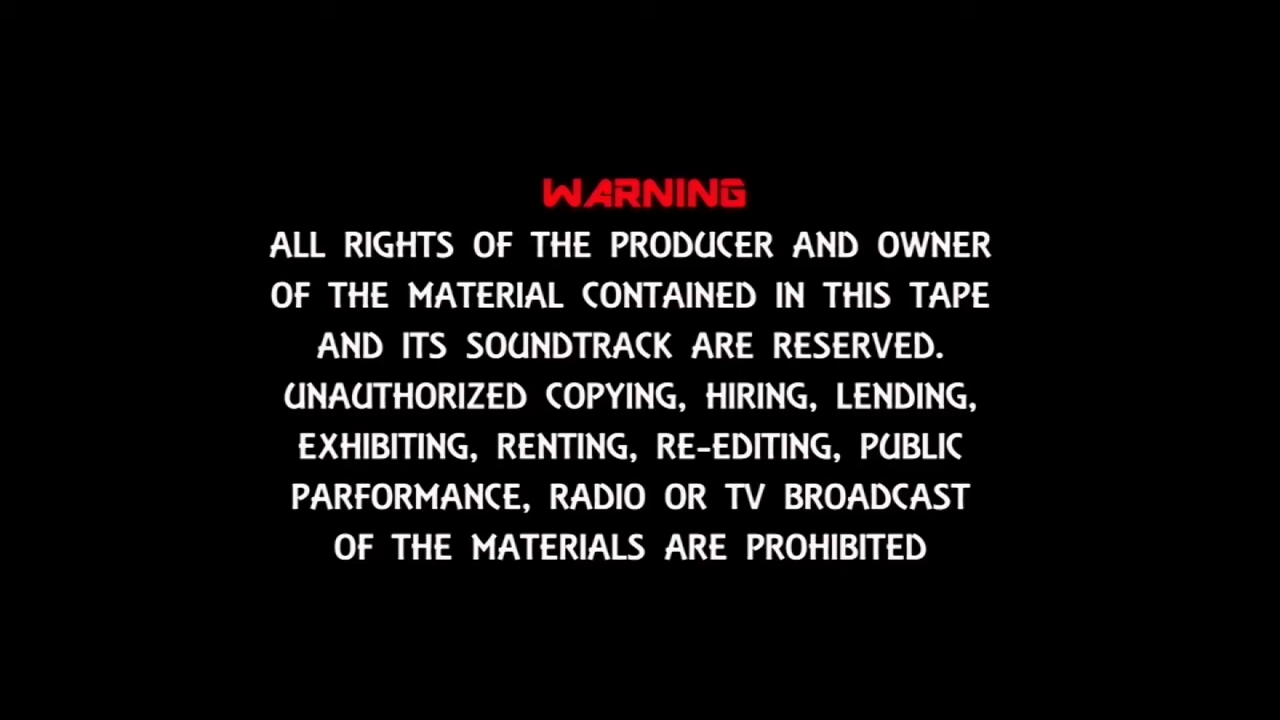 WARNING
ALL RIGHTS OF THE PRODUCER AND OWNER
OF THE MATERIAL CONTAINED IN THIS TAPE
AND ITS SOUNDTRACK ARE RESERVED.
UNAUTHORIZED COPYING, HIRING, LENDING,
EXHIBITING, RENTING, RE-EDITING, PUBLIC
PARFORMANCE, RADIO OR TV BROADCAST
OF THE MATERIALS ARE PROHIBITED